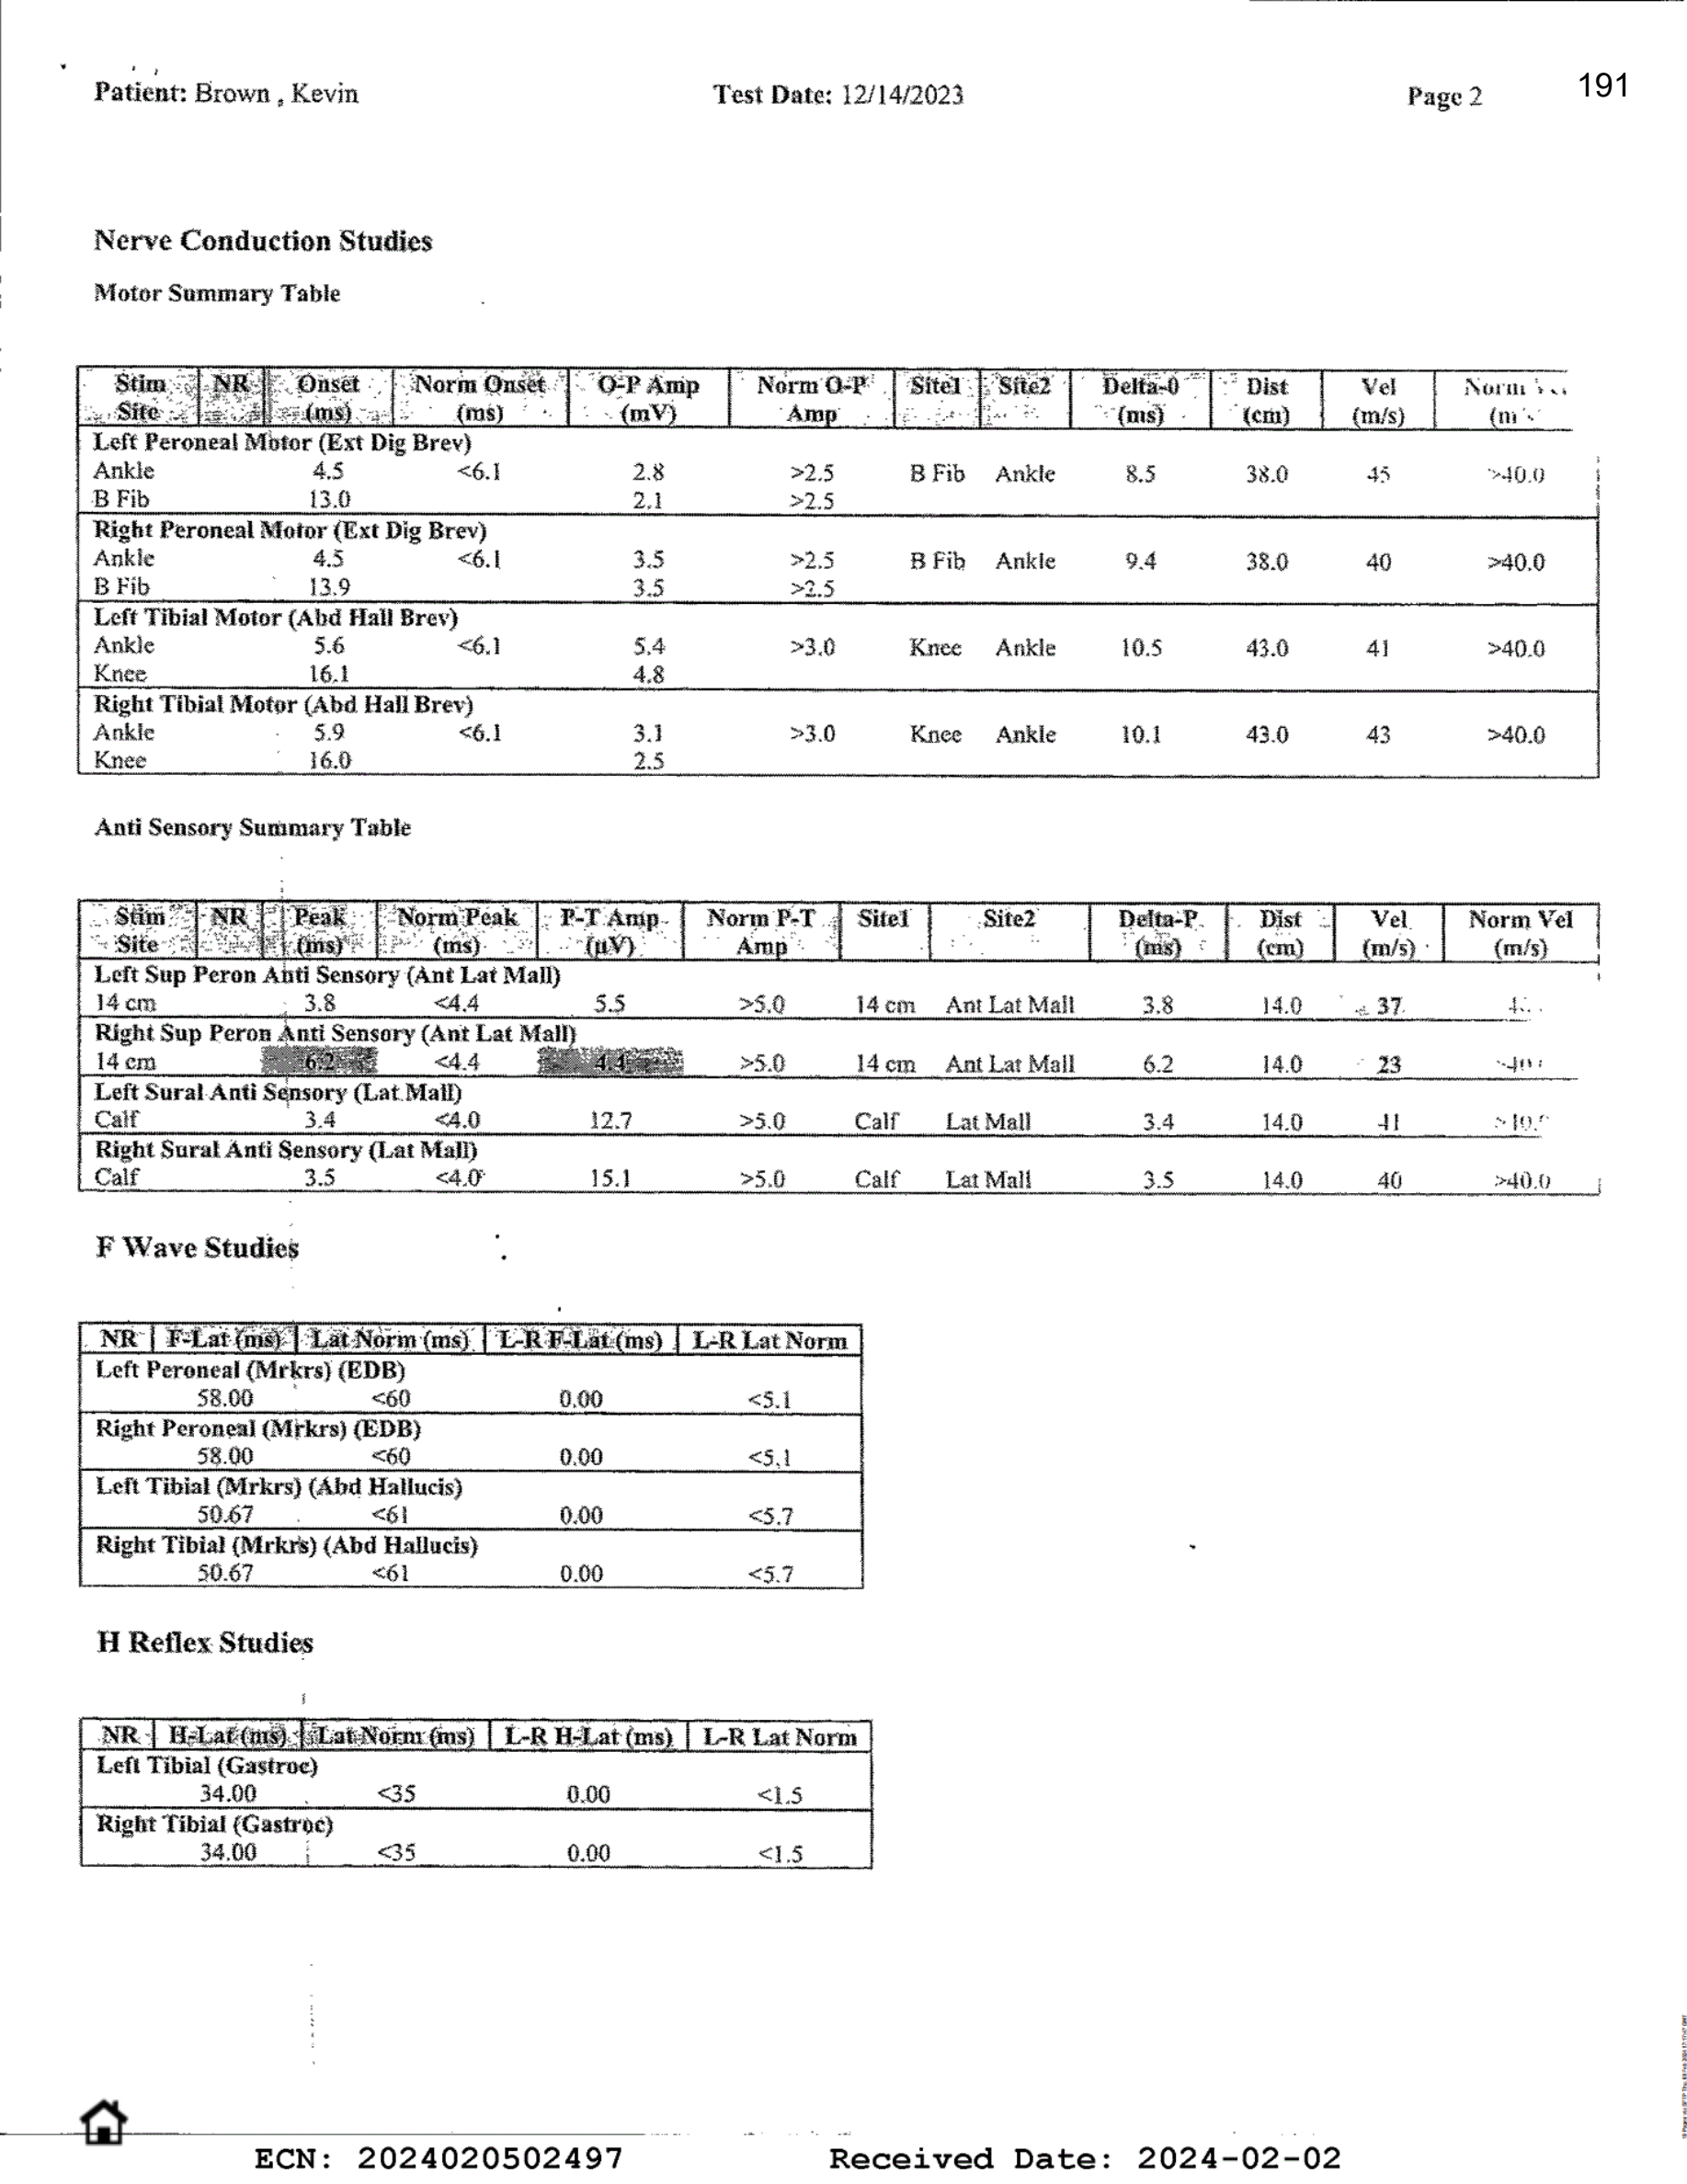 Patient: Brown , Kevin Test Date: 12/14/2023 Page 2 191
Nerve Conduction Studies
Motor Summary Table
Stim Site NR Onset (ms) Norm Onset (ms) O-P Amp (mV) Norm O-P Amp Site1 Site2 Delta-0 (ms) Dist (cm) Vel (m/s) Norm
Left Peroneal Motor (Ext Dig Brev)
Ankle 4.5 <6.1 2.8 >2.5 B Fib Ankle 8.5 38.0 45 >40.0
B Fib 13.0 2.1 >2.5
Right Peroneal Motor (Ext Dig Brev)
Ankle 4.5 <6.1 3.5 >2.5 B Fib Ankle 9.4 38.0 40 >40.0
B Fib 13.9 3.5 >2.5
Left Tibial Motor (Abd Hall Brev)
Ankle 5.6 <6.1 5.4 >3.0 Knee Ankle 10.5 43.0 41 >40.0
Knee 16.1 4.8
Right Tibial Motor (Abd Hall Brev)
Ankle 5.9 <6.1 3.1 >3.0 Knee Ankle 10.1 43.0 43 >40.0
Knee 16.0 2.5
Anti Sensory Summary Table
Stim Site NR Peak (ms) Norm Peak (ms) P-T Amp (µV) Norm P-T Amp Site1 Site2 Delta-P (ms) Dist (cm) Vel (m/s) Norm Vel (m/s)
Left Sup Peron Anti Sensory (Ant Lat Mall)
14 cm 3.8 <4.4 5.5 >5.0 14 cm Ant Lat Mall 3.8 14.0 37
Right Sup Peron Anti Sensory (Ant Lat Mall)
14 cm 6.2 <4.4 4.4 >5.0 14 cm Ant Lat Mall 6.2 14.0 23
Left Sural Anti Sensory (Lat Mall)
Calf 3.4 <4.0 12.7 >5.0 Calf Lat Mall 3.4 14.0 41
Right Sural Anti Sensory (Lat Mall)
Calf 3.5 <4.0 15.1 >5.0 Calf Lat Mall 3.5 14.0 40 >40.0
F Wave Studies
NR F-Lat (ms) Lat Norm (ms) L-R F-Lat (ms) L-R Lat Norm
Left Peroneal (Mrkrs) (EDB)
58.00 <60 0.00 <5.1
Right Peroneal (Mrkrs) (EDB)
58.00 <60 0.00 <5.1
Left Tibial (Mrkrs) (Abd Hallucis)
50.67 <61 0.00 <5.7
Right Tibial (Mrkrs) (Abd Hallucis)
50.67 <61 0.00 <5.7
H Reflex Studies
NR H-Lat (ms) Lat Norm (ms) L-R H-Lat (ms) L-R Lat Norm
Left Tibial (Gastroc)
34.00 <35 0.00 <1.5
Right Tibial (Gastroc)
34.00 <35 0.00 <1.5
ECN: 2024020502497 Received Date: 2024-02-02